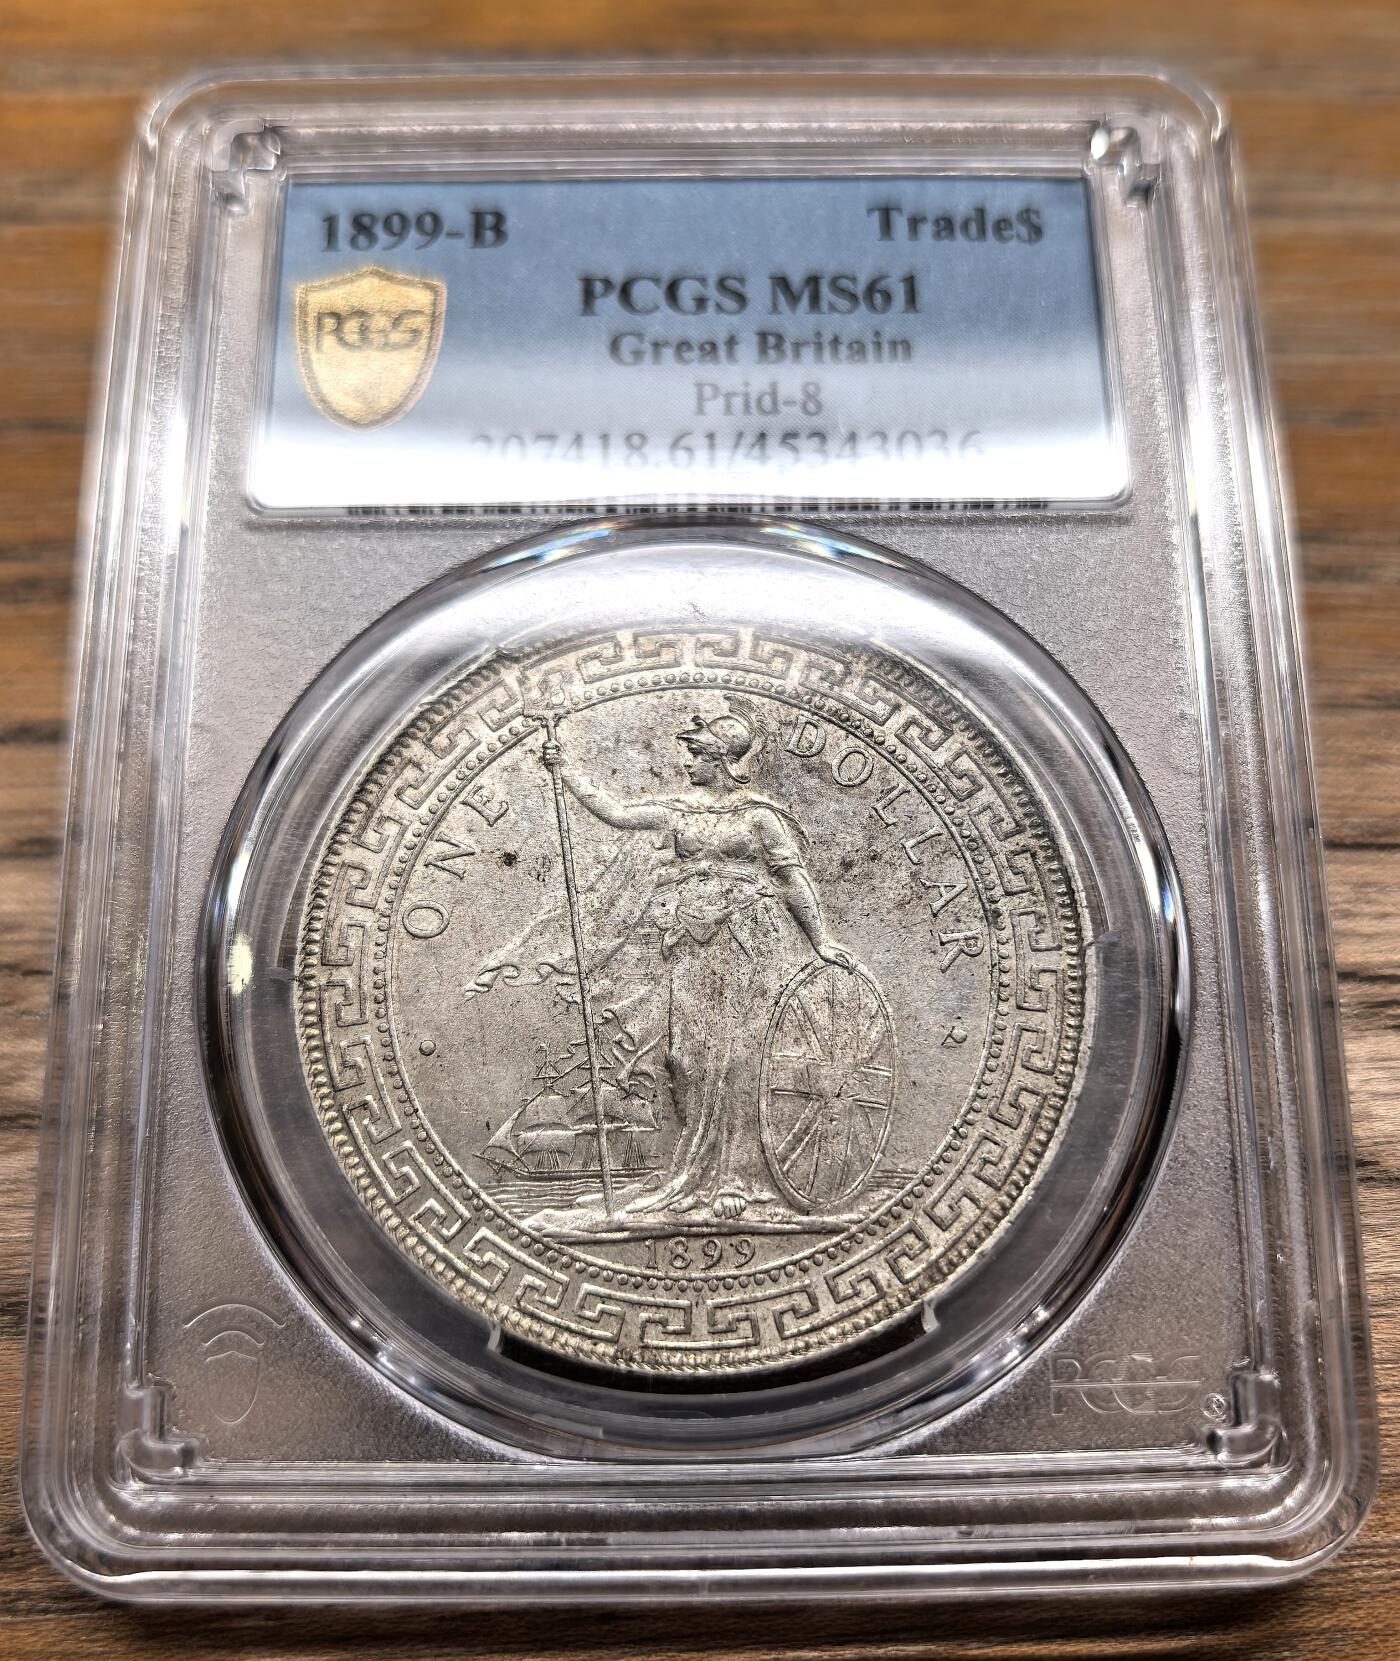 1899-B Trade$
PCGS MS61
PCGS
Great Britain
Prid-8
207418.61/45343036
ONE DOLLAR
1899
PCGS